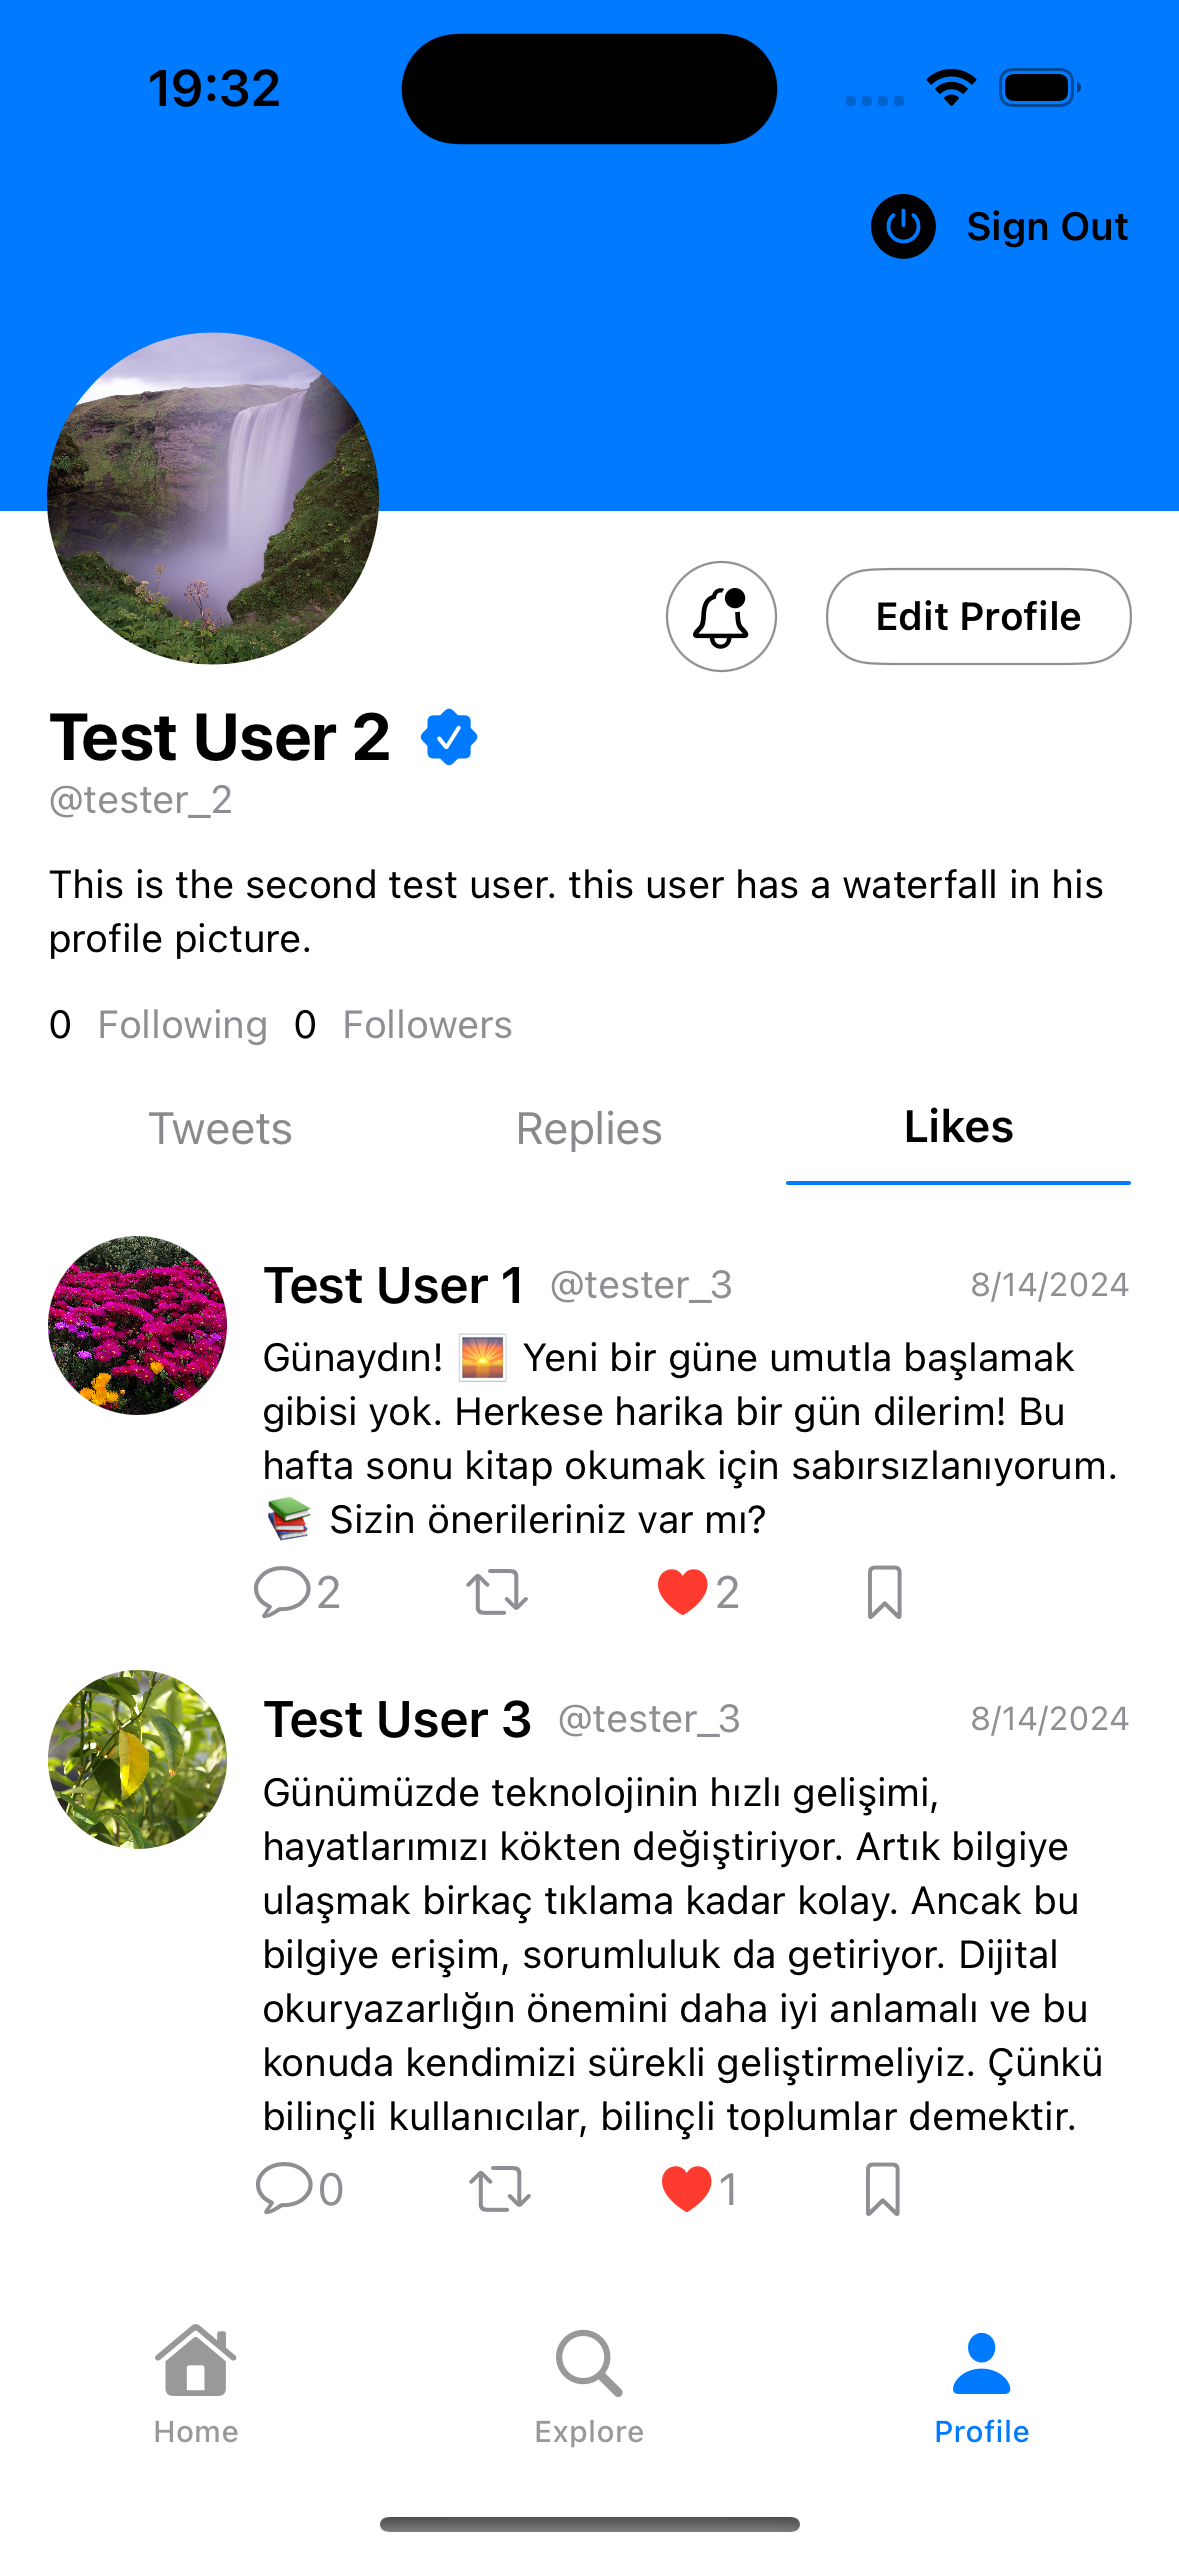 19:32
Sign Out
Edit Profile
Test User 2
@tester_2
This is the second test user. this user has a waterfall in his
profile picture.
0 Following 0 Followers
Tweets Replies Likes
Test User 1 @tester_3 8/14/2024
Günaydın! 🌅 Yeni bir güne umutla başlamak
gibisi yok. Herkese harika bir gün dilerim! Bu
hafta sonu kitap okumak için sabırsızlanıyorum.
📚 Sizin önerileriniz var mı?
2 2
Test User 3 @tester_3 8/14/2024
Günümüzde teknolojinin hızlı gelişimi,
hayatlarımızı kökten değiştiriyor. Artık bilgiye
ulaşmak birkaç tıklama kadar kolay. Ancak bu
bilgiye erişim, sorumluluk da getiriyor. Dijital
okuryazarlığın önemini daha iyi anlamalı ve bu
konuda kendimizi sürekli geliştirmeliyiz. Çünkü
bilinçli kullanıcılar, bilinçli toplumlar demektir.
0 1
Home Explore Profile